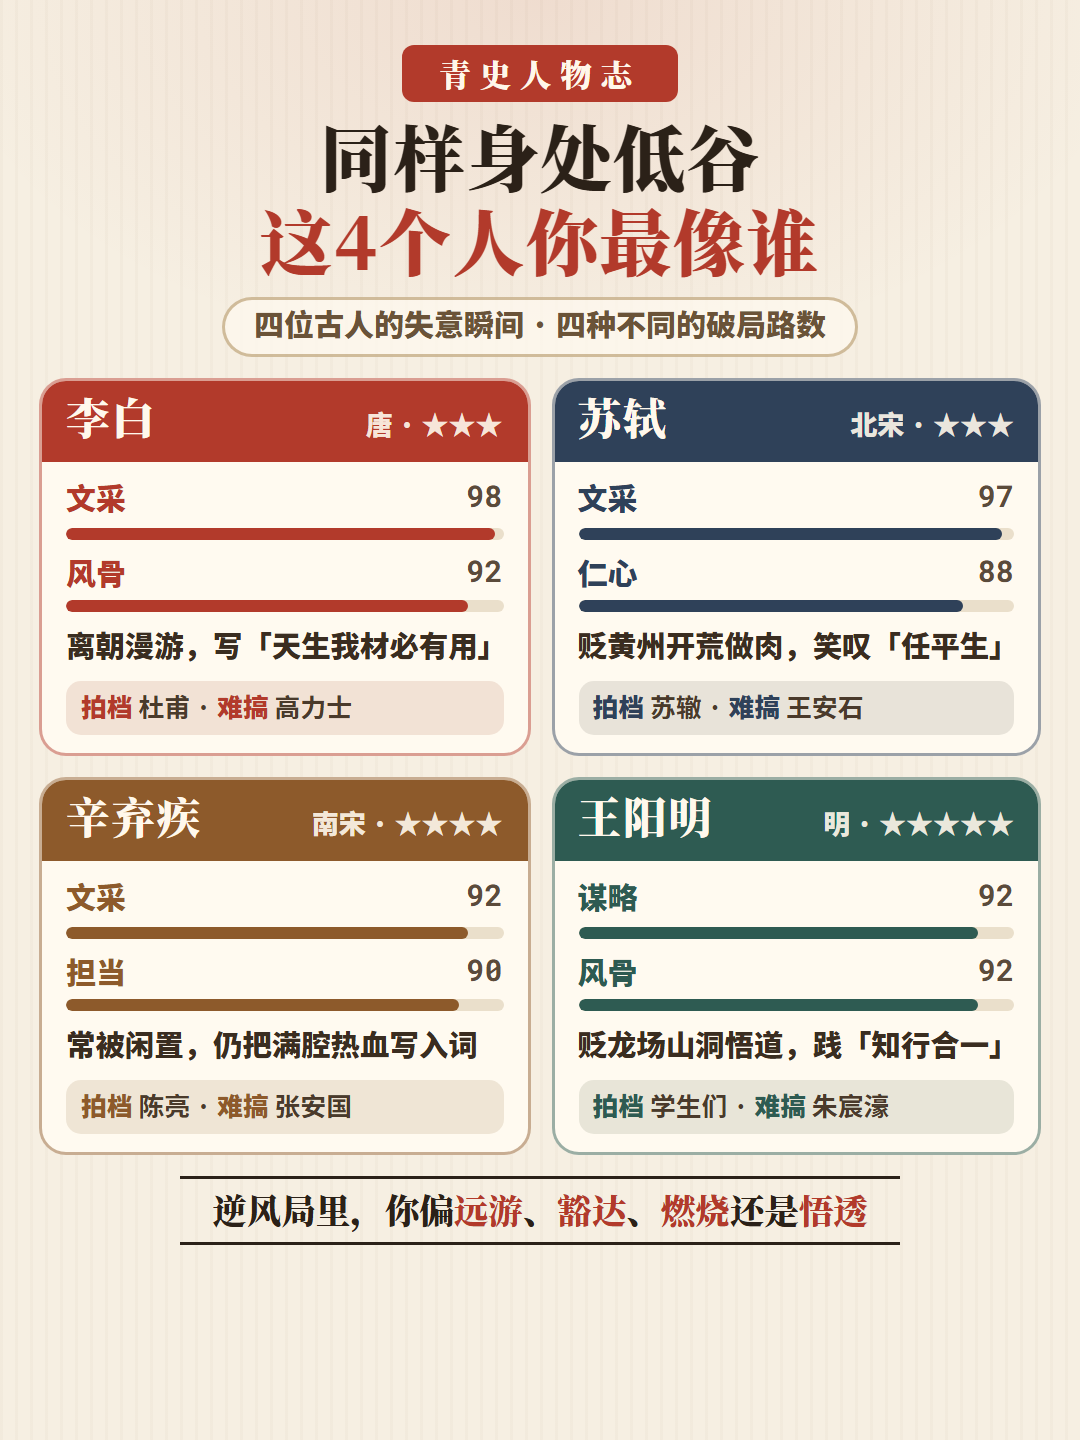 青史人物志
同样身处低谷
这4个人你最像谁
四位古人的失意瞬间·四种不同的破局路数
李白
唐·★★★
文采 98
风骨 92
离朝漫游，写「天生我材必有用」
拍档 杜甫 · 难搞 高力士
苏轼
北宋·★★★
文采 97
仁心 88
贬黄州开荒做肉，笑叹「任平生」
拍档 苏辙 · 难搞 王安石
辛弃疾
南宋·★★★★
文采 92
担当 90
常被闲置，仍把满腔热血写入词
拍档 陈亮 · 难搞 张安国
王阳明
明·★★★★★
谋略 92
风骨 92
贬龙场山洞悟道，践「知行合一」
拍档 学生们 · 难搞 朱宸濠
逆风局里，你偏远游、豁达、燃烧还是悟透